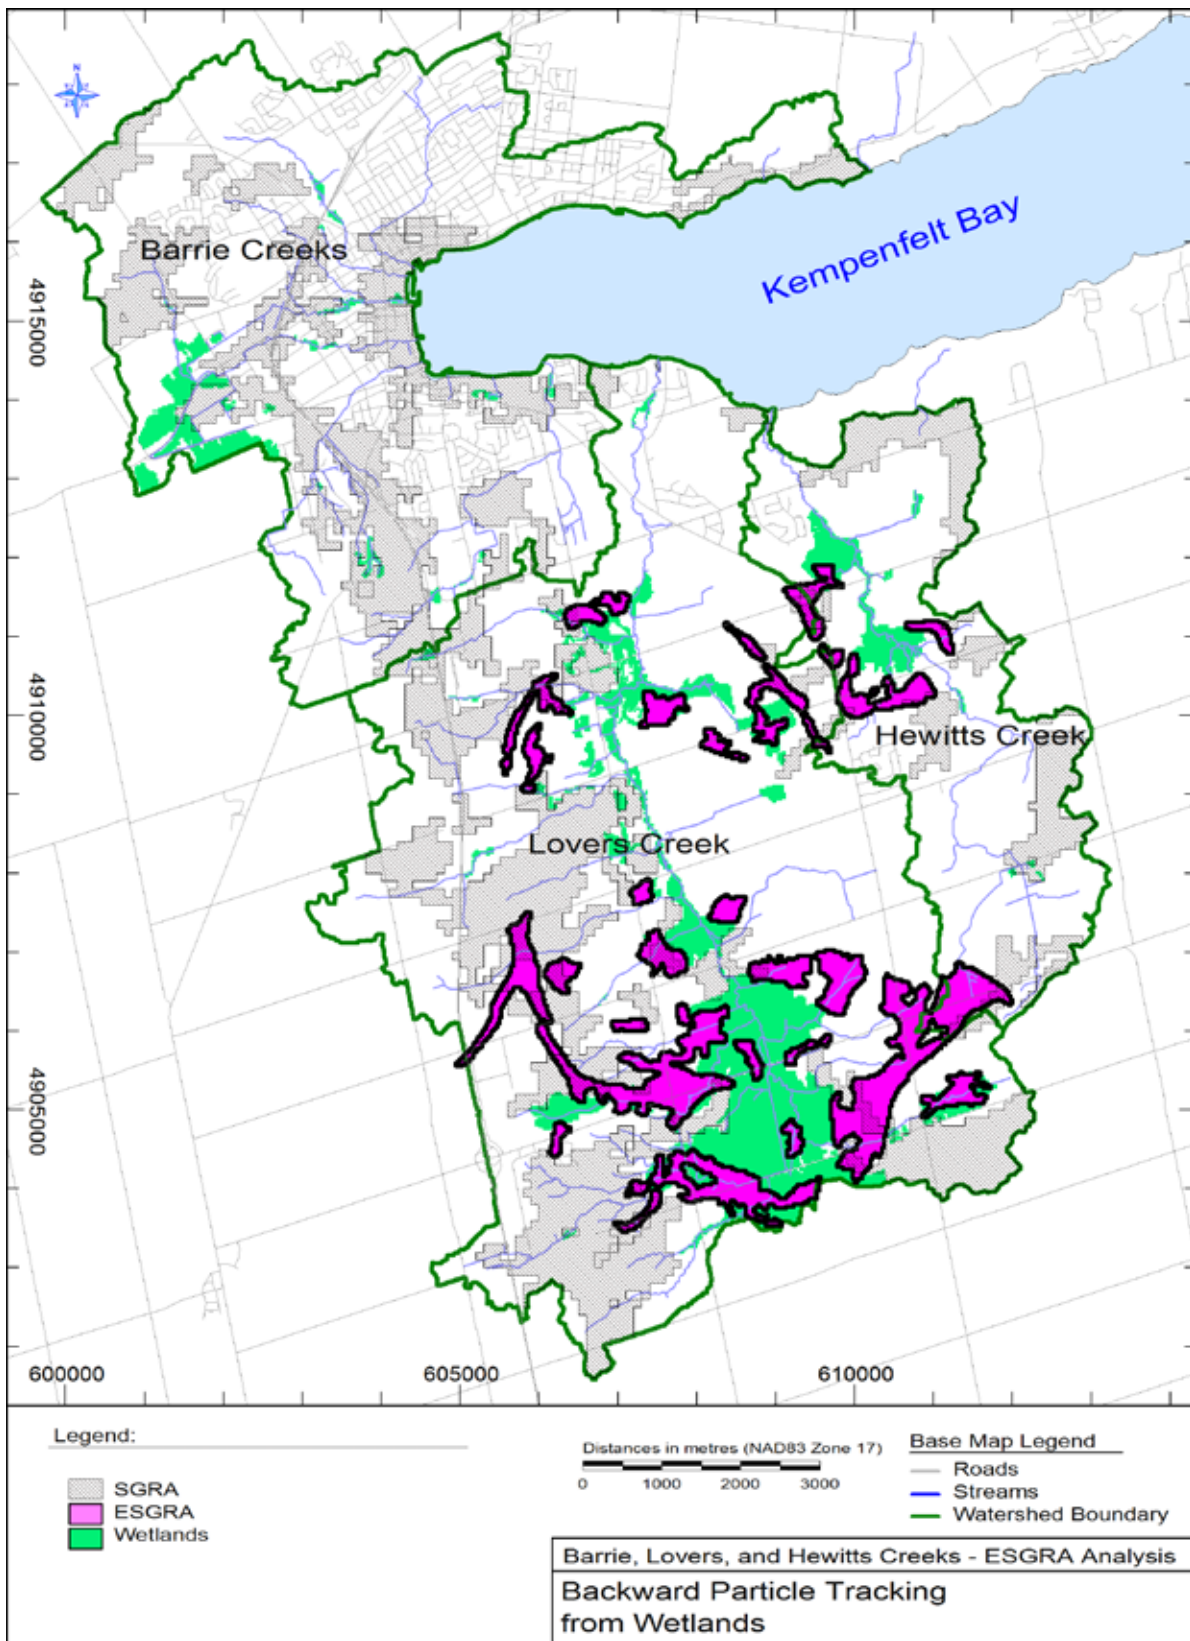 N
Barrie Creeks
Kempenfelt Bay
4915000
4910000
Hewitts Creek
Lovers Creek
4905000
600000
605000
610000
Legend:
SGRA
ESGRA
Wetlands
Distances in metres (NAD83 Zone 17)
0 1000 2000 3000
Base Map Legend
Roads
Streams
Watershed Boundary
Barrie, Lovers, and Hewitts Creeks - ESGRA Analysis
Backward Particle Tracking
from Wetlands